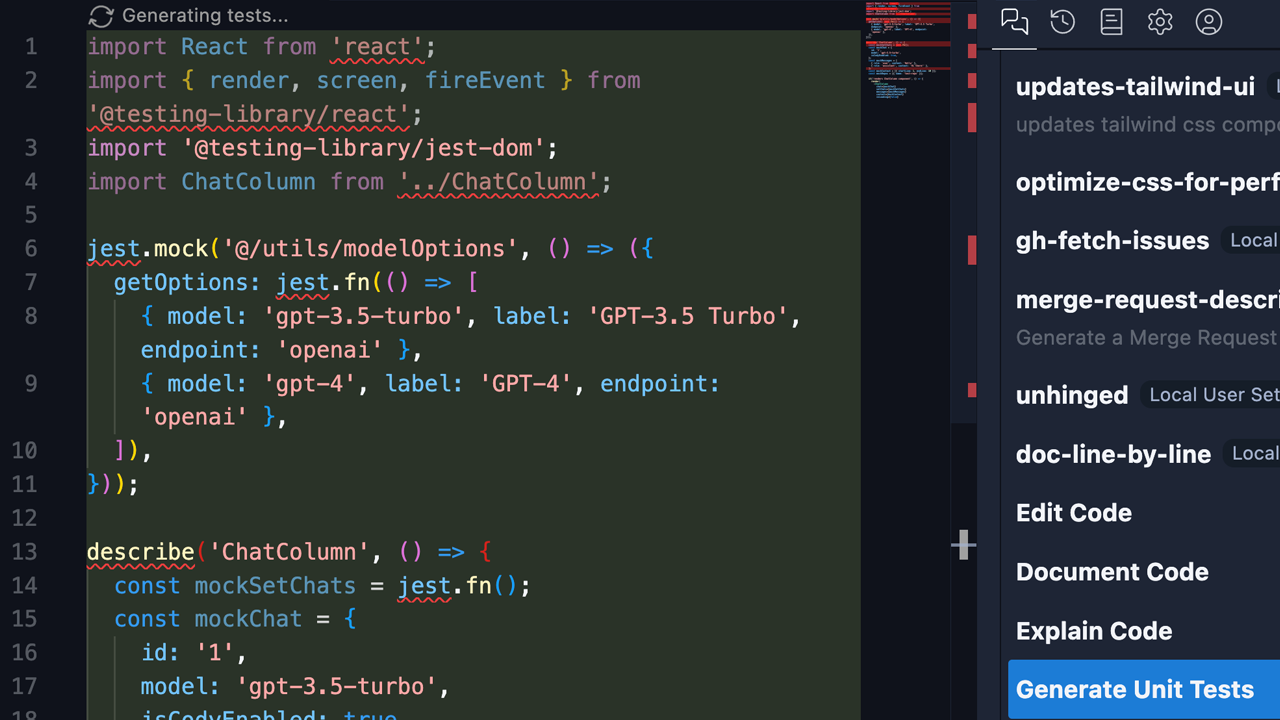 Generating tests...
1 import React from 'react';
2 import { render, screen, fireEvent } from
'@testing-library/react';
3 import '@testing-library/jest-dom';
4 import ChatColumn from '../ChatColumn';
5
6 jest.mock('@/utils/modelOptions', () => ({
7 getOptions: jest.fn(() => [
8 { model: 'gpt-3.5-turbo', label: 'GPT-3.5 Turbo',
endpoint: 'openai' },
9 { model: 'gpt-4', label: 'GPT-4', endpoint:
'openai' },
10 ]),
11 }));
12
13 describe('ChatColumn', () => {
14 const mockSetChats = jest.fn();
15 const mockChat = {
16 id: '1',
17 model: 'gpt-3.5-turbo',
18 isCodyEnabled: true
updates-tailwind-ui
updates tailwind css compo
optimize-css-for-perf
gh-fetch-issues Local
merge-request-descri
Generate a Merge Request
unhinged Local User Set
doc-line-by-line Local
Edit Code
Document Code
Explain Code
Generate Unit Tests